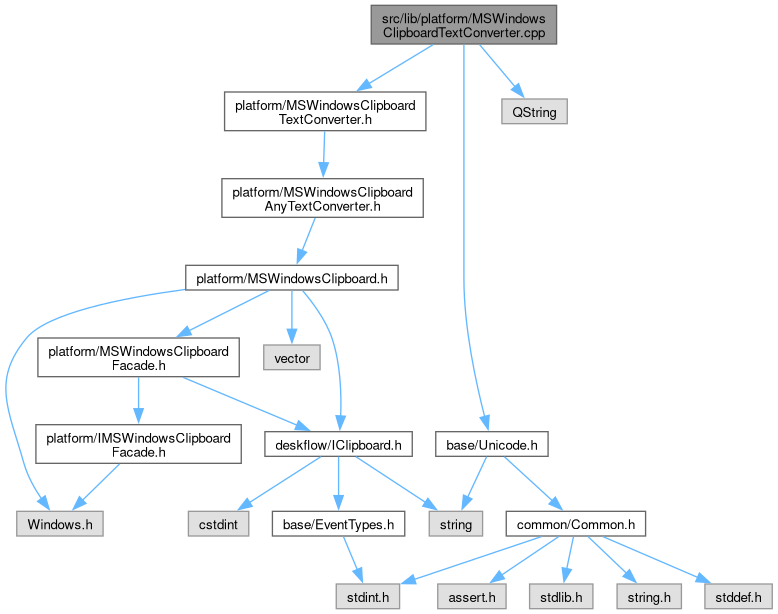 src/lib/platform/MSWindows
ClipboardTextConverter.cpp
platform/MSWindowsClipboard
TextConverter.h
QString
platform/MSWindowsClipboard
AnyTextConverter.h
platform/MSWindowsClipboard.h
platform/MSWindowsClipboard
Facade.h
vector
platform/IMSWindowsClipboard
Facade.h
deskflow/IClipboard.h
base/Unicode.h
Windows.h
cstdint
base/EventTypes.h
string
common/Common.h
stdint.h
assert.h
stdlib.h
string.h
stddef.h